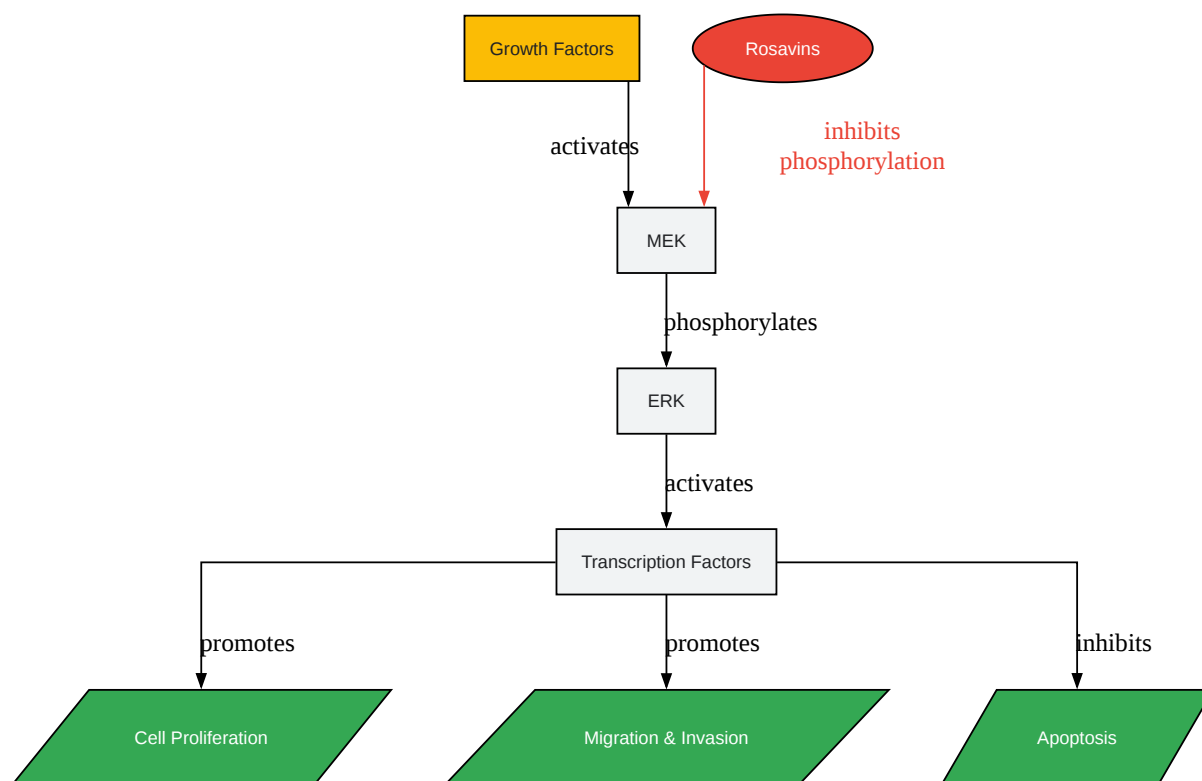 Growth Factors
Rosavins
activates
inhibits
phosphorylation
MEK
phosphorylates
ERK
activates
Transcription Factors
promotes
promotes
inhibits
Cell Proliferation
Migration & Invasion
Apoptosis